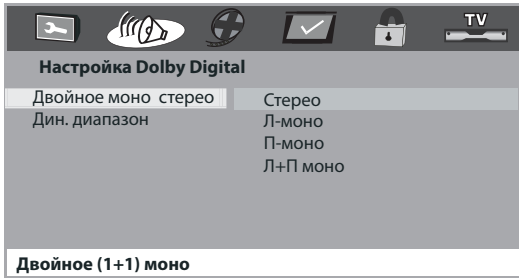 TV
Настройка Dolby Digital
Двойное моно стерео
Дин. диапазон
Стерео
Л-моно
П-моно
Л+П моно
Двойное (1+1) моно